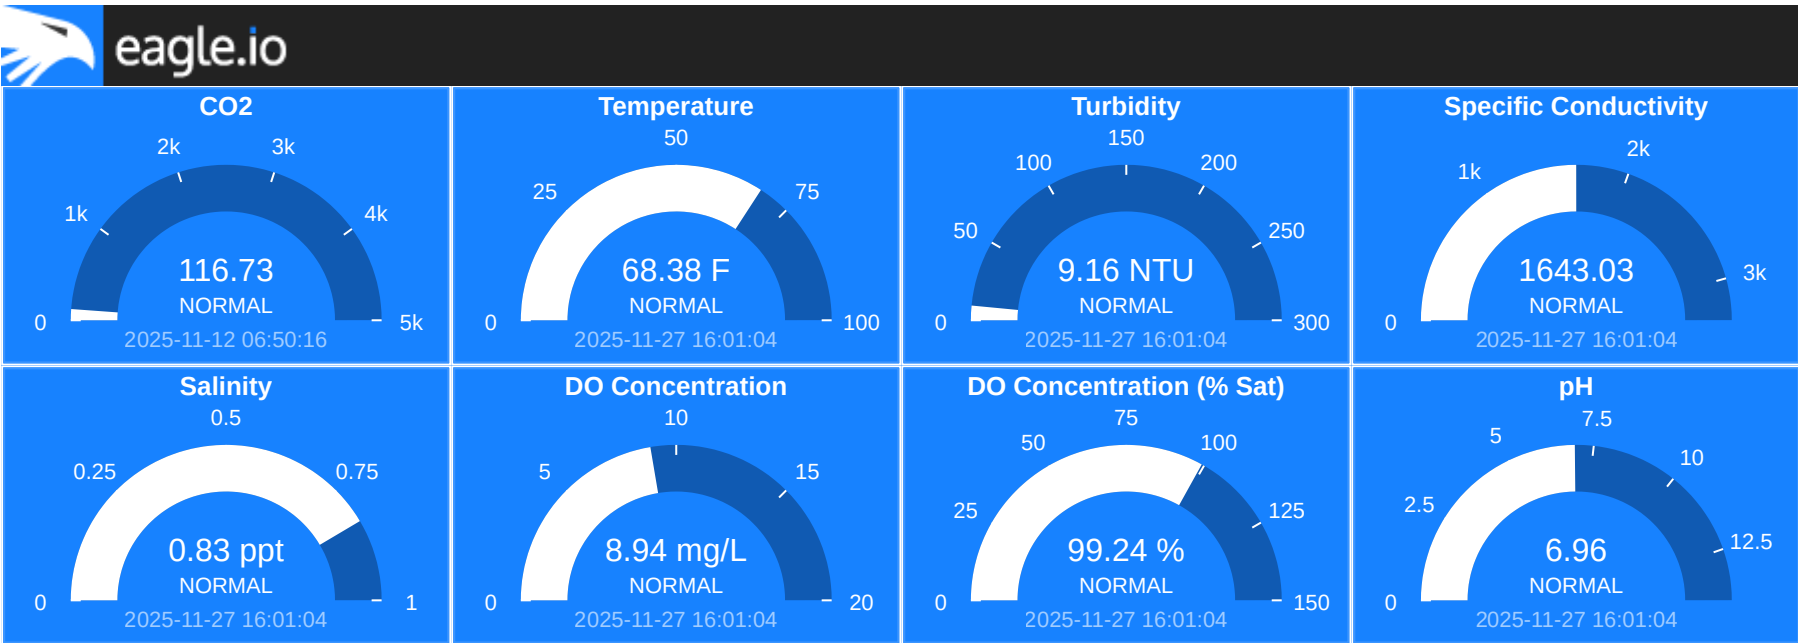 eagle.io
CO2
0
1k
2k
3k
4k
5k
116.73
NORMAL
2025-11-12 06:50:16
Temperature
0
25
50
75
100
68.38 F
NORMAL
2025-11-27 16:01:04
Turbidity
0
50
100
150
200
250
300
9.16 NTU
NORMAL
2025-11-27 16:01:04
Specific Conductivity
0
1k
2k
3k
1643.03
NORMAL
2025-11-27 16:01:04
Salinity
0
0.25
0.5
0.75
1
0.83 ppt
NORMAL
2025-11-27 16:01:04
DO Concentration
0
5
10
15
20
8.94 mg/L
NORMAL
2025-11-27 16:01:04
DO Concentration (% Sat)
0
25
50
75
100
125
150
99.24 %
NORMAL
2025-11-27 16:01:04
pH
0
2.5
5
7.5
10
12.5
6.96
NORMAL
2025-11-27 16:01:04